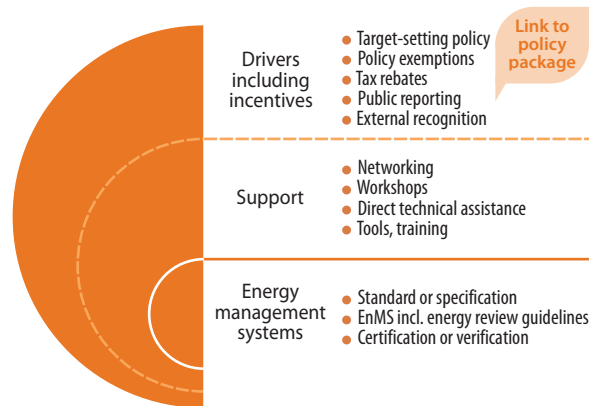 Drivers
including
incentives
● Target-setting policy
● Policy exemptions
● Tax rebates
● Public reporting
● External recognition
Link to
policy
package
Support
● Networking
● Workshops
● Direct technical assistance
● Tools, training
Energy
management
systems
● Standard or specification
● EnMS incl. energy review guidelines
● Certification or verification